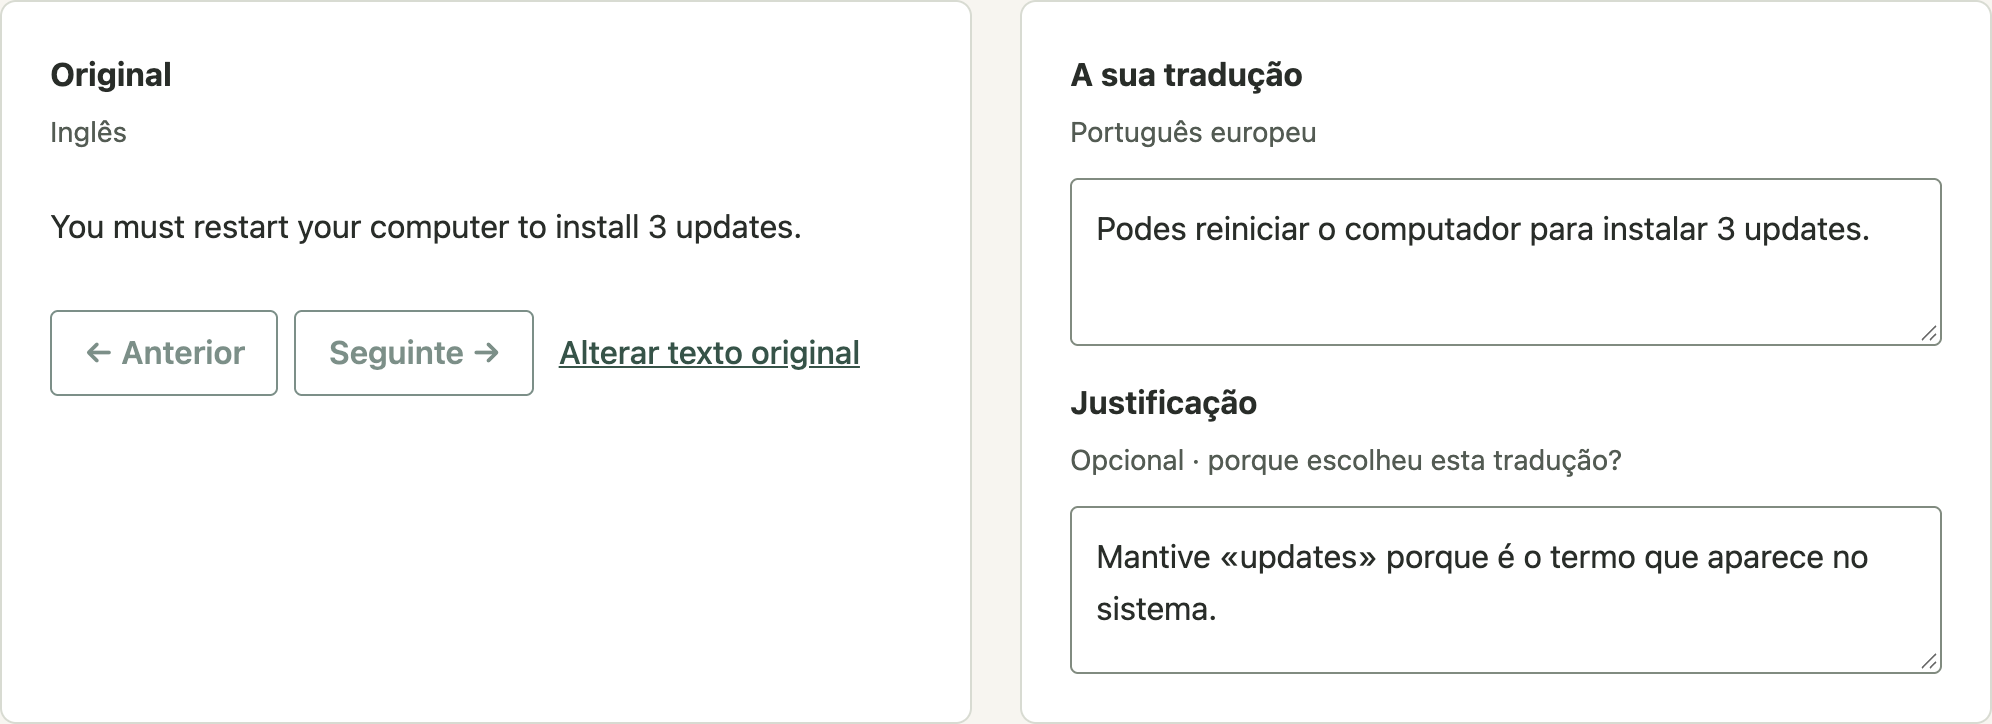 Original
Inglês
You must restart your computer to install 3 updates.
← Anterior
Seguinte →
Alterar texto original
A sua tradução
Português europeu
Podes reiniciar o computador para instalar 3 updates.
Justificação
Opcional · porque escolheu esta tradução?
Mantive «updates» porque é o termo que aparece no
sistema.